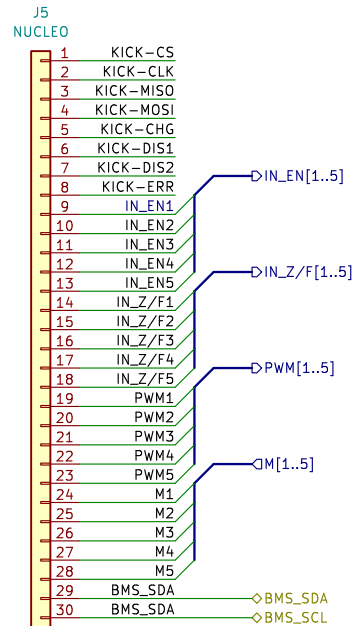 J5
NUCLEO
1 KICK-CS
2 KICK-CLK
3 KICK-MISO
4 KICK-MOSI
5 KICK-CHG
6 KICK-DIS1
7 KICK-DIS2
8 KICK-ERR IN_EN[1..5]
9 IN_EN1
10 IN_EN2
11 IN_EN3
12 IN_EN4
13 IN_EN5 IN_Z/F[1..5]
14 IN_Z/F1
15 IN_Z/F2
16 IN_Z/F3
17 IN_Z/F4
18 IN_Z/F5 PWM[1..5]
19 PWM1
20 PWM2
21 PWM3
22 PWM4 M[1..5]
23 PWM5
24 M1
25 M2
26 M3
27 M4
28 M5
29 BMS_SDA BMS_SDA
30 BMS_SDA BMS_SCL